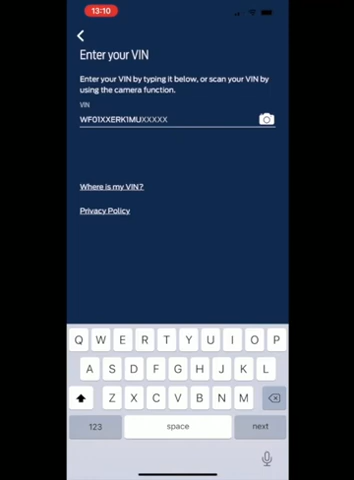 13:10
Enter your VIN
Enter your VIN by typing it below, or scan your VIN by
using the camera function.
VIN
WF01XXERK1MUXXXXX
Where is my VIN?
Privacy Policy
Q W E R T Y U I O P
A S D F G H J K L
Z X C V B N M
123 space next